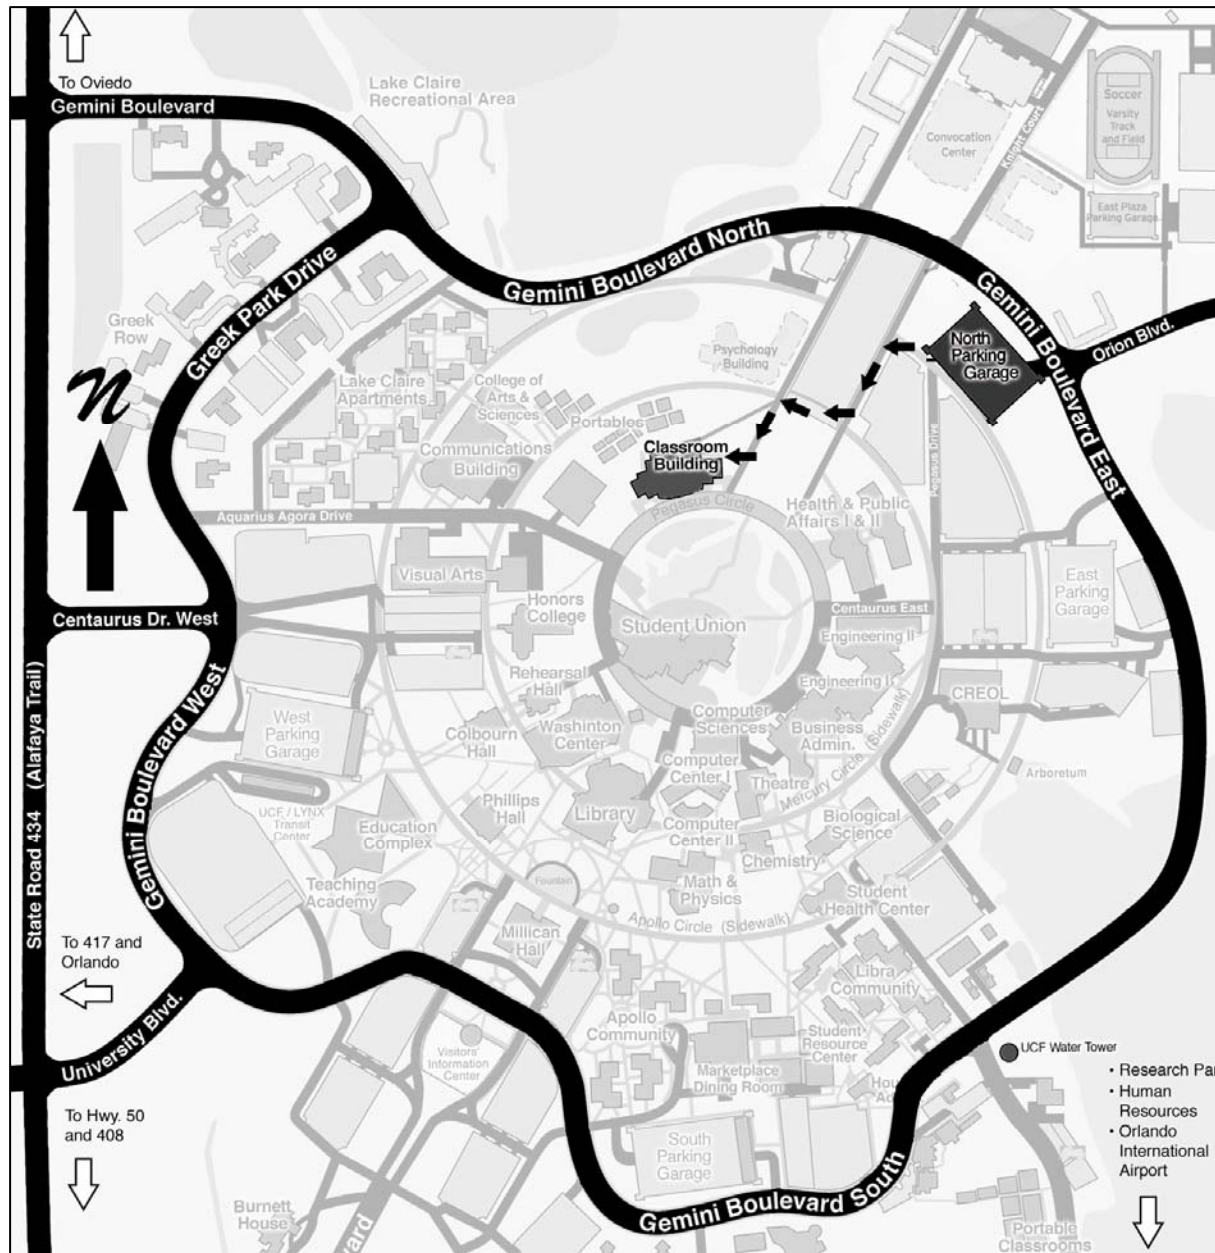 To Oviedo
Gemini Boulevard
Lake Claire
Recreational Area
Soccer
Varsity
Track
and Field
Convocation
Center
Knight Court
East Plaza
Parking Garage
Gemini Boulevard North
Greek Park Drive
Greek
Row
Gemini Boulevard East
Orion Blvd.
North
Parking
Garage
Psychology
Building
Lake Claire
Apartments
College of
Arts &
Sciences
Portables
Communications
Building
Classroom
Building
Pegasus Drive
Pegasus Circle
Health & Public
Affairs I & II
n
Aquarius Agora Drive
Visual Arts
Honors
College
Student Union
Centaurus East
Engineering II
East
Parking
Garage
Centaurus Dr. West
State Road 434 (Alafaya Trail)
Gemini Boulevard West
West
Parking
Garage
Rehearsal
Hall
Colbourn
Hall
Washinton
Center
Engineering I
CREOL
Computer
Sciences
Business
Admin.
Mercury Circle (Sidewalk)
Computer
Center I
Theatre
Arboretum
UCF / LYNX
Transit
Center
Education
Complex
Phillips
Hall
Library
Computer
Center II
Biological
Science
Chemistry
Teaching
Academy
Fountain
Math &
Physics
Student
Health Center
Apollo Circle (Sidewalk)
Millican
Hall
To 417 and
Orlando
University Blvd.
Libra
Community
Apollo
Community
Student
Resource
Center
Visitors'
Information
Center
Marketplace
Dining Room
UCF Water Tower
• Research Par
• Human
Resources
• Orlando
International
Airport
To Hwy. 50
and 408
South
Parking
Garage
Gemini Boulevard South
Burnett
House
Portable
Classrooms